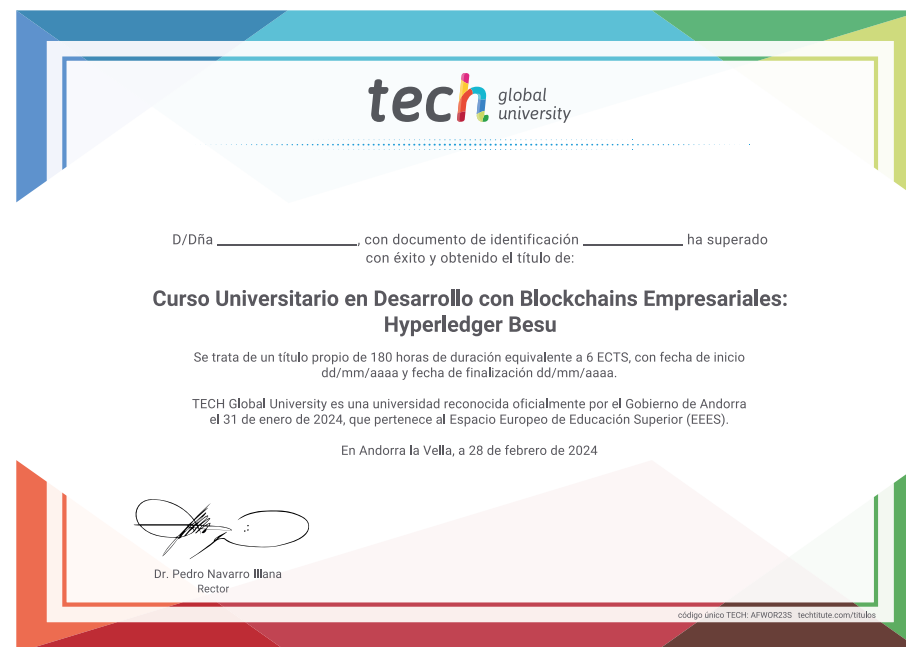 tech global
university
D/Dña ____________, con documento de identificación ____________ ha superado
con éxito y obtenido el título de:
Curso Universitario en Desarrollo con Blockchains Empresariales:
Hyperledger Besu
Se trata de un título propio de 180 horas de duración equivalente a 6 ECTS, con fecha de inicio
dd/mm/aaaa y fecha de finalización dd/mm/aaaa.
TECH Global University es una universidad reconocida oficialmente por el Gobierno de Andorra
el 31 de enero de 2024, que pertenece al Espacio Europeo de Educación Superior (EEES).
En Andorra la Vella, a 28 de febrero de 2024
Dr. Pedro Navarro Illana
Rector
código único TECH: AFWOR23S techtitute.com/titulos